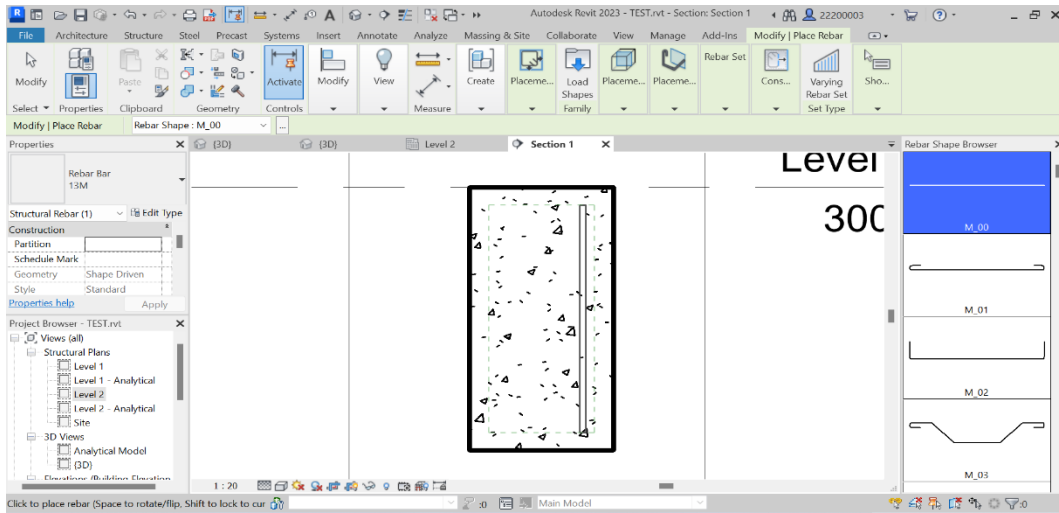 Autodesk Revit 2023 - TEST.rvt - Section: Section 1
22200003
File Architecture Structure Steel Precast Systems Insert Annotate Analyze Massing & Site Collaborate View Manage Add-Ins Modify | Place Rebar
Modify Paste Activate Modify View Create Placeme... Load Shapes Placeme... Placeme... Rebar Set Cons... Varying Rebar Set Sho...
Select Properties Clipboard Geometry Controls Measure Family Set Type
Modify | Place Rebar Rebar Shape : M_00 ...
Properties {3D} {3D} Level 2 Section 1 Rebar Shape Browser
Rebar Bar
13M
Structural Rebar (1) Edit Type
Construction
Partition
Schedule Mark
Geometry Shape Driven
Style Standard
Properties help Apply
Project Browser - TEST.rvt
Views (all)
Structural Plans
Level 1
Level 1 - Analytical
Level 2
Level 2 - Analytical
Site
3D Views
Analytical Model
{3D}
Elevations (Building Elevation
Level
300
M_00
M_01
M_02
M_03
1 : 20
Click to place rebar (Space to rotate/flip, Shift to lock to cur :0 Main Model :0